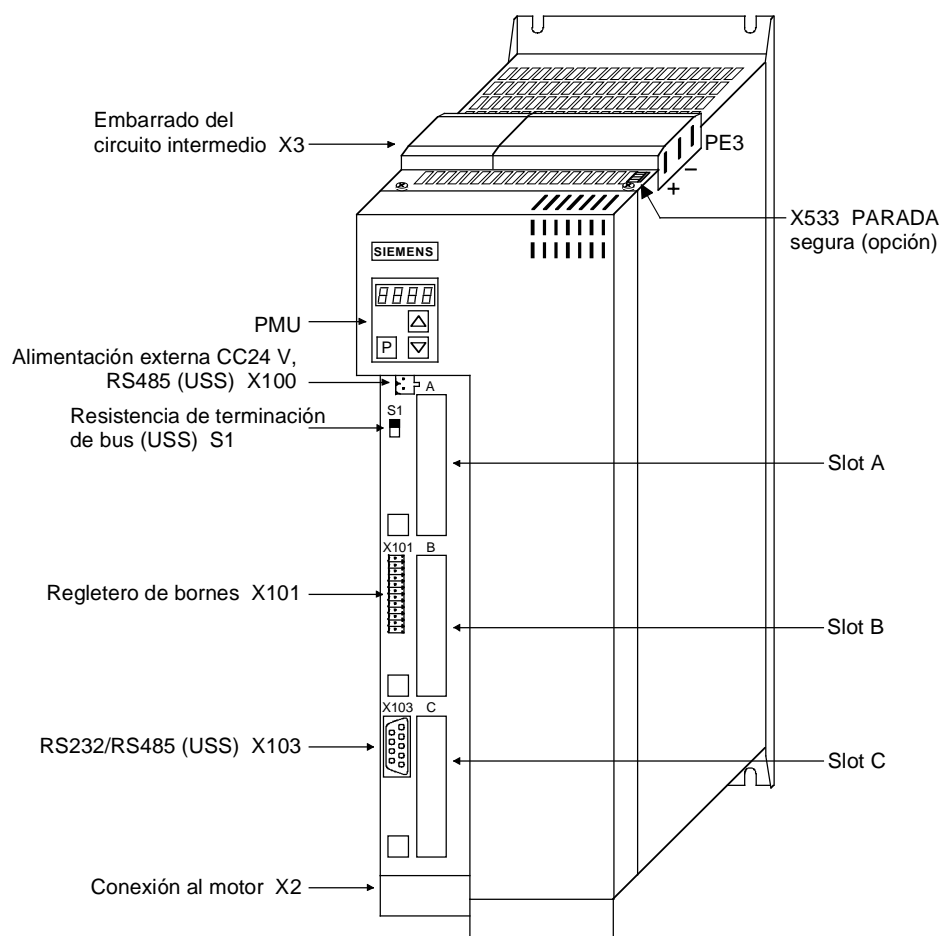 Embarrado del
circuito intermedio X3
PE3
−
+
X533 PARADA
segura (opción)
SIEMENS
8888
PMU
P
Alimentación externa CC24 V,
RS485 (USS) X100
A
Resistencia de terminación
de bus (USS) S1
S1
Slot A
X101 B
Regletero de bornes X101
Slot B
X103 C
RS232/RS485 (USS) X103
Slot C
Conexión al motor X2